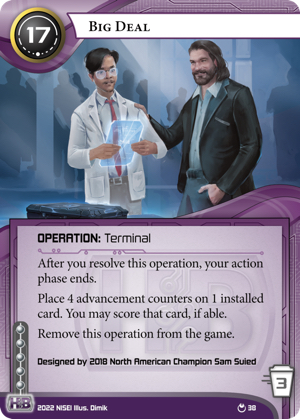 17
Big Deal
OPERATION: Terminal
After you resolve this operation, your action
phase ends.
Place 4 advancement counters on 1 installed
card. You may score that card, if able.
Remove this operation from the game.
Designed by 2018 North American Champion Sam Suied
3
HB
2022 NISEI Illus. Dimik
38